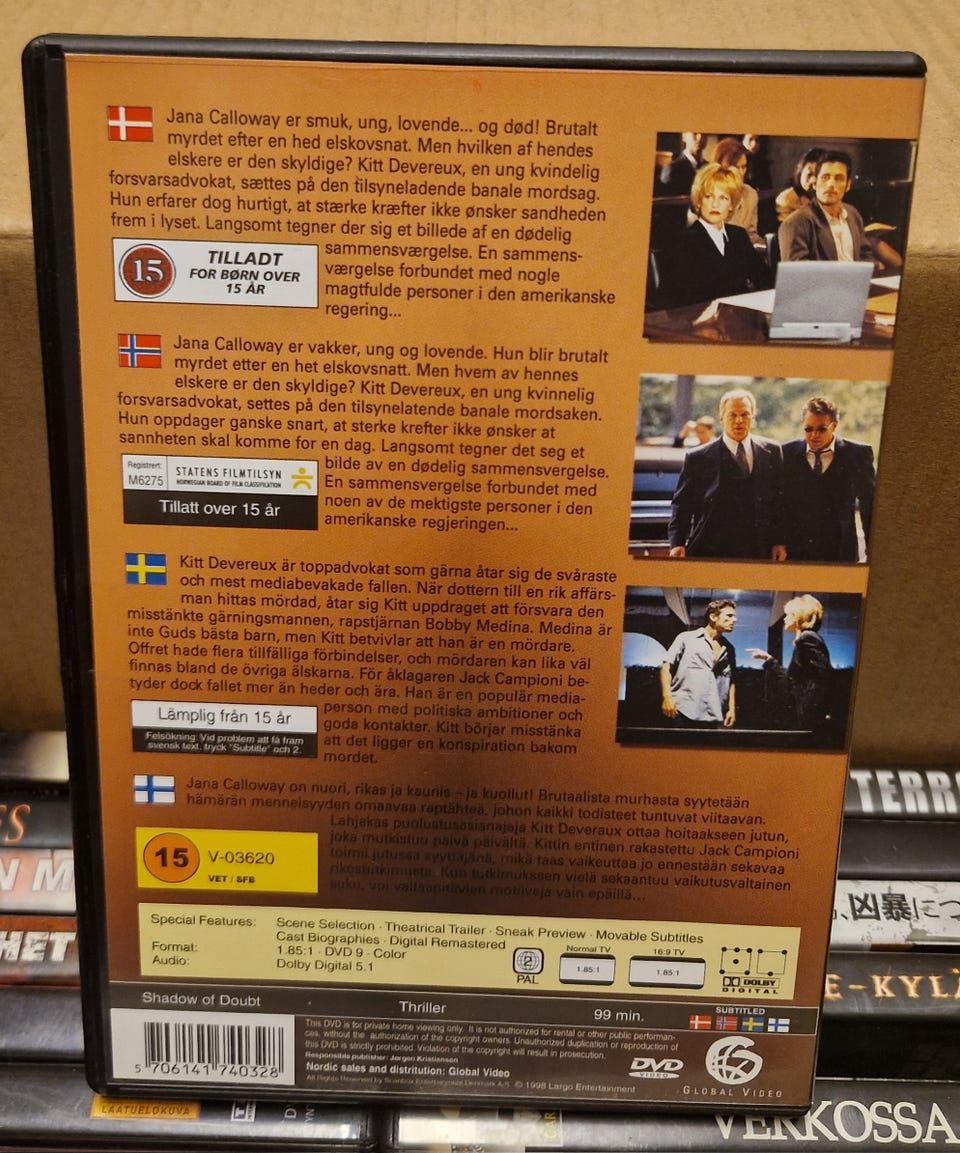 Jana Calloway er smuk, ung, lovende... og død! Brutalt
myrdet efter en hed elskovsnat. Men hvilken af hendes
elskere er den skyldige? Kitt Devereux, en ung kvindelig
forsvarsadvokat, sættes på den tilsyneladende banale mordsag.
Hun erfarer dog hurtigt, at stærke kræfter ikke ønsker sandheden
frem i lyset. Langsomt tegner der sig et billede af en dødelig
sammensværgelse. En sammens-
værgelse forbundet med nogle
magtfulde personer i den amerikanske
regering...
15
TILLADT
FOR BØRN OVER
15 ÅR
Jana Calloway er vakker, ung og lovende. Hun blir brutalt
myrdet etter en het elskovsnatt. Men hvem av hennes
elskere er den skyldige? Kitt Devereux, en ung kvinnelig
forsvarsadvokat, settes på den tilsynelatende banale mordsaken.
Hun oppdager ganske snart, at sterke krefter ikke ønsker at
sannheten skal komme for en dag. Langsomt tegner det seg et
bilde av en dødelig sammensvergelse.
En sammensvergelse forbundet med
noen av de mektigste personer i den
amerikanske regjeringen...
Registrert:
M6275
STATENS FILMTILSYN
NORWEGIAN BOARD OF FILM CLASSIFICATION
Tillatt over 15 år
Kitt Devereux är toppadvokat som gärna åtar sig de svåraste
och mest mediabevakade fallen. När dottern till en rik affärs-
man hittas mördad, åtar sig Kitt uppdraget att försvara den
misstänkte gärningsmannen, rapstjärnan Bobby Medina. Medina är
inte Guds bästa barn, men Kitt betvivlar att han är en mördare.
Offret hade flera tillfälliga förbindelser, och mördaren kan lika väl
finnas bland de övriga älskarna. För åklagaren Jack Campioni be-
tyder dock fallet mer än heder och ära. Han är en populär media-
person med politiska ambitioner och
goda kontakter. Kitt börjar misstänka
att det ligger en konspiration bakom
mordet.
Lämplig från 15 år
Felsökning: Vid problem att få fram
svensk text, tryck "Subtitle" och 2.
Jana Calloway on nuori, rikas ja kaunis – ja kuollut! Brutaalista murhasta syytetään
hämärän menneisyyden omaavaa raptähteä, johon kaikki todisteet tuntuvat viittaavan.
Lahjakas puolustusasianajaja Kitt Deveraux ottaa hoitaakseen jutun,
joka mutkistuu päivä päivältä. Kittin entinen rakastettu Jack Campioni
toimii jutussa syyttäjänä, mikä taas vaikeuttaa jo ennestään sekavaa
rikostutkimusta. Kun tutkimukseen vielä sekaantuu vaikutusvaltainen
suku, voi valtaapitävien motiiveja vain epäillä...
15
V-03620
VET / SFB
Special Features: Scene Selection · Theatrical Trailer · Sneak Preview · Movable Subtitles
Cast Biographies · Digital Remastered
Format: 1.85:1 · DVD 9 · Color
Audio: Dolby Digital 5.1
2
PAL
Normal TV
1.85:1
16:9 TV
1.85:1
DOLBY
DIGITAL
Shadow of Doubt Thriller 99 min.
SUBTITLED
5 706141 740328
This DVD is for private home viewing only. It is not authorized for rental or other public performan-
ces, without the authorization of the copyright owners. Unauthorized duplication or reproduction of
this DVD is strictly prohibited. Violation of the copyright will result in prosecution.
Responsible publisher: Jørgen Kristiansen
Nordic sales and distribution: Global Video
All Rights Reserved by Scanbox Entertainment Denmark A/S © 1998 Largo Entertainment
DVD
VIDEO
GLOBAL VIDEO
ES
N M
HET
TERR
凶暴につ
E-KYLÄ
LAATUELOKUVA
VERKOSSA